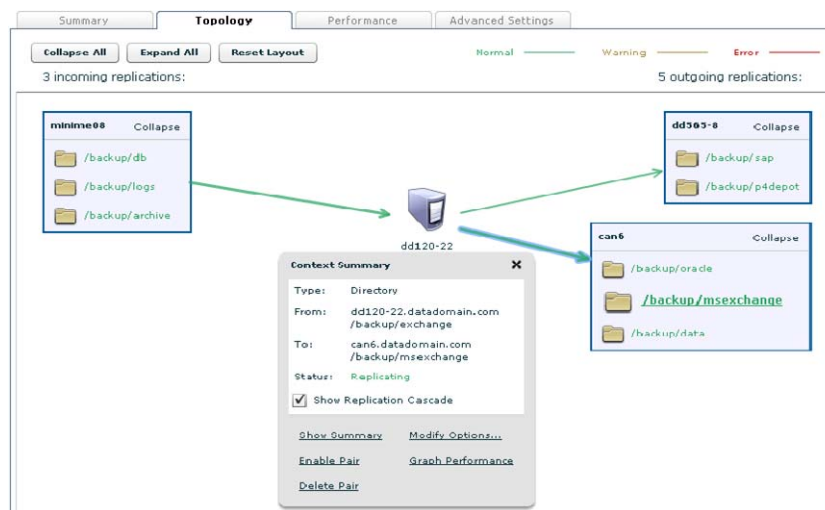 Summary
Topology
Performance
Advanced Settings
Collapse All
Expand All
Reset Layout
Normal
Warning
Error
3 incoming replications:
5 outgoing replications:
minime08 Collapse
/backup/db
/backup/logs
/backup/archive
dd120-22
dd565-8 Collapse
/backup/sap
/backup/p4depot
can6 Collapse
/backup/oracle
/backup/msexchange
/backup/data
Context Summary
Type: Directory
From: dd120-22.datadomain.com
/backup/exchange
To: can6.datadomain.com
/backup/msexchange
Status: Replicating
Show Replication Cascade
Show Summary
Modify Options...
Enable Pair
Graph Performance
Delete Pair